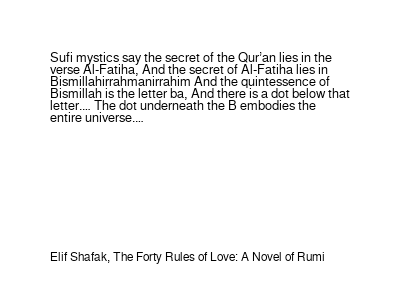 Sufi mystics say the secret of the Qur’an lies in the
verse Al-Fatiha, And the secret of Al-Fatiha lies in
Bismillahirrahmanirrahim And the quintessence of
Bismillah is the letter ba, And there is a dot below that
letter.... The dot underneath the B embodies the
entire universe....
Elif Shafak, The Forty Rules of Love: A Novel of Rumi